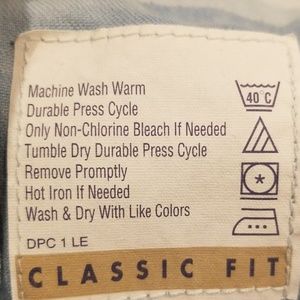 Machine Wash Warm
Durable Press Cycle
Only Non-Chlorine Bleach If Needed
Tumble Dry Durable Press Cycle
Remove Promptly
Hot Iron If Needed
Wash & Dry With Like Colors
40°C
DPC 1 LE
CLASSIC FIT